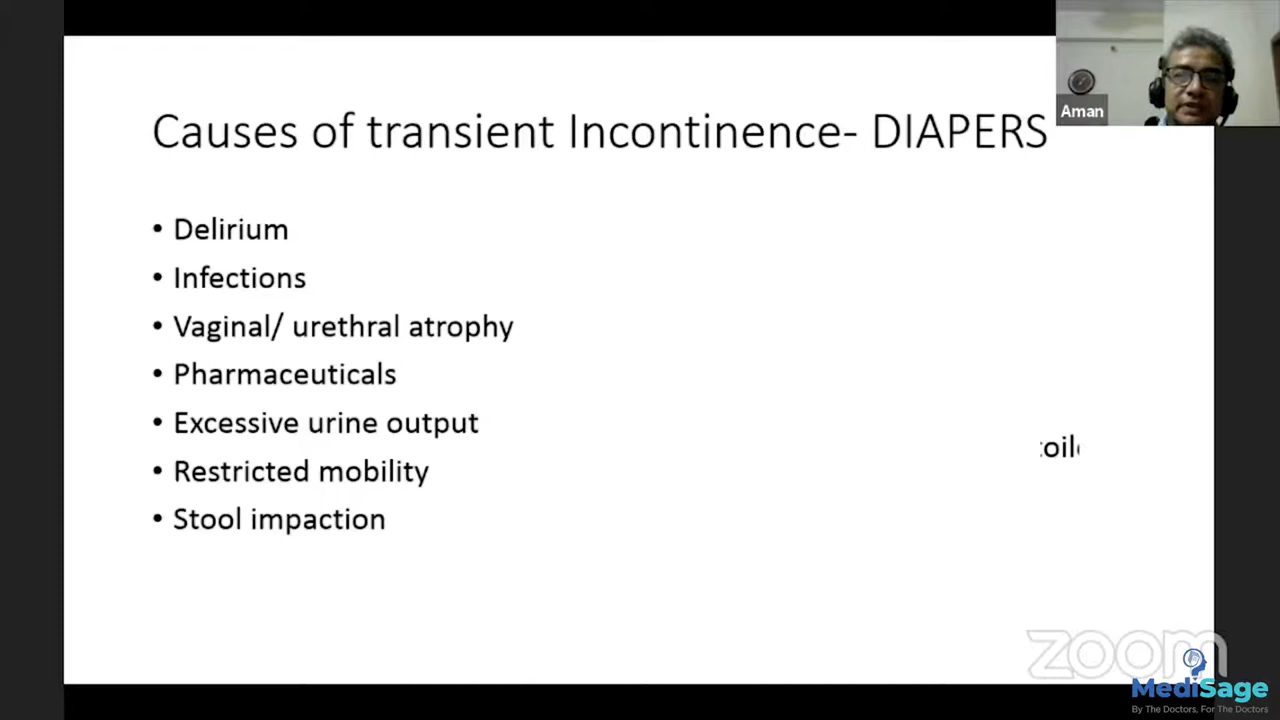 Aman
Causes of transient Incontinence- DIAPERS
• Delirium
• Infections
• Vaginal/ urethral atrophy
• Pharmaceuticals
• Excessive urine output
• Restricted mobility
• Stool impaction
zoom
MediSage
By The Doctors, For The Doctors